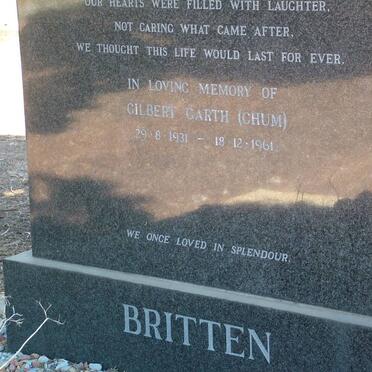 OUR HEARTS WERE FILLED WITH LAUGHTER.
NOT CARING WHAT CAME AFTER,
WE THOUGHT THIS LIFE WOULD LAST FOR EVER.
IN LOVING MEMORY OF
GILBERT GARTH (CHUM)
29·8·1931 – 18·12·1961.
WE ONCE LOVED IN SPLENDOUR.
BRITTEN